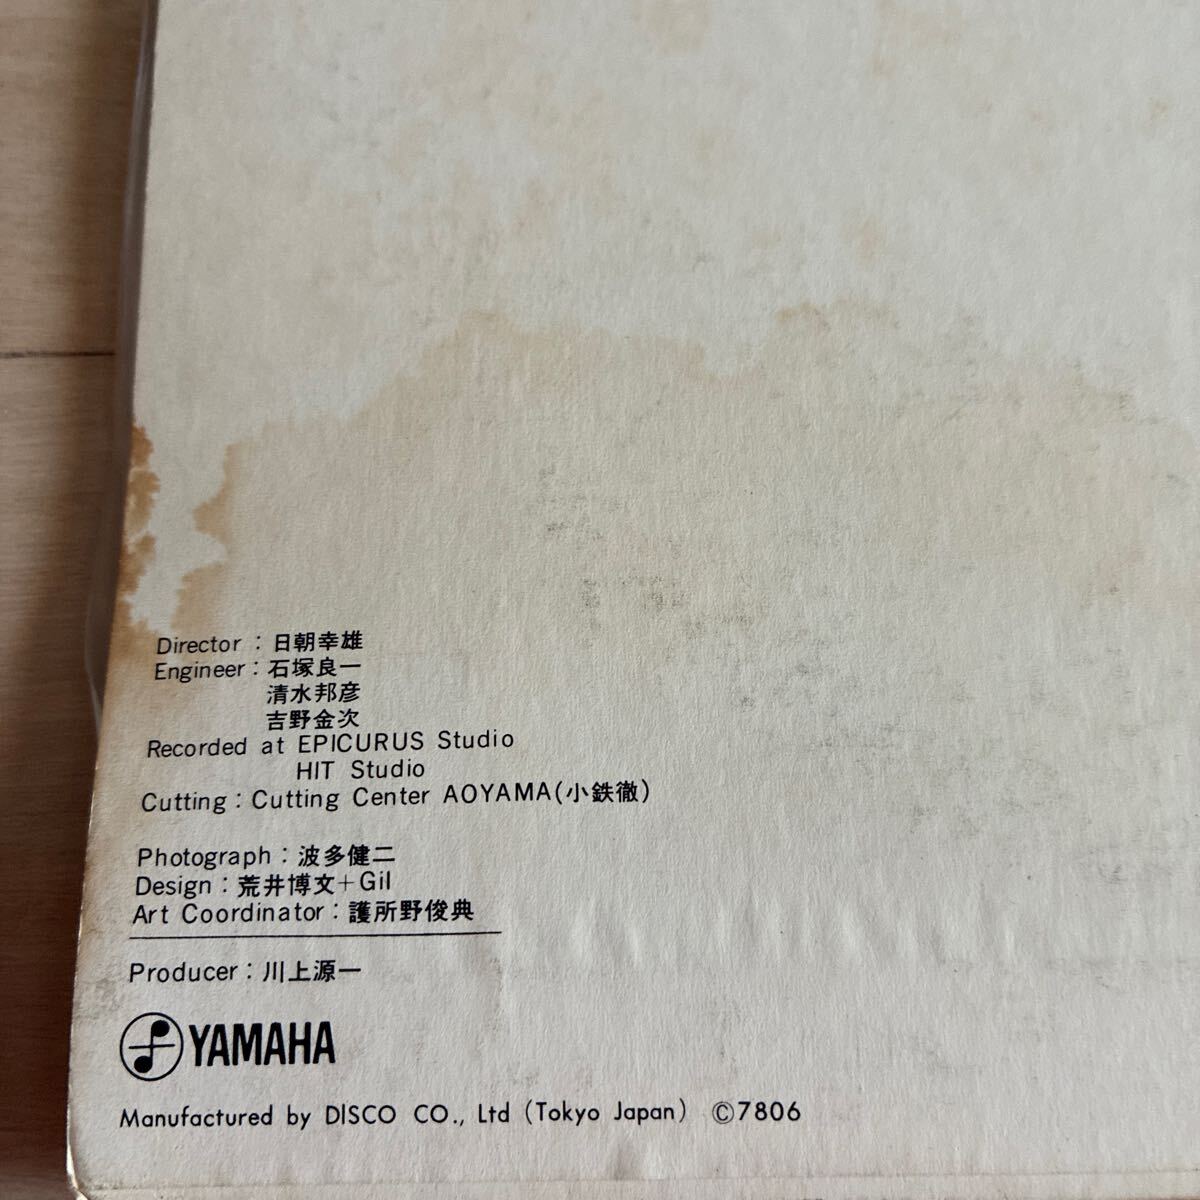 Director : 日朝幸雄
Engineer : 石塚良一
清水邦彦
吉野金次
Recorded at EPICURUS Studio
HIT Studio
Cutting : Cutting Center AOYAMA(小鉄徹)
Photograph : 波多健二
Design : 荒井博文+Gil
Art Coordinator : 護所野俊典
Producer : 川上源一
YAMAHA
Manufactured by DISCO CO., Ltd (Tokyo Japan) ©7806